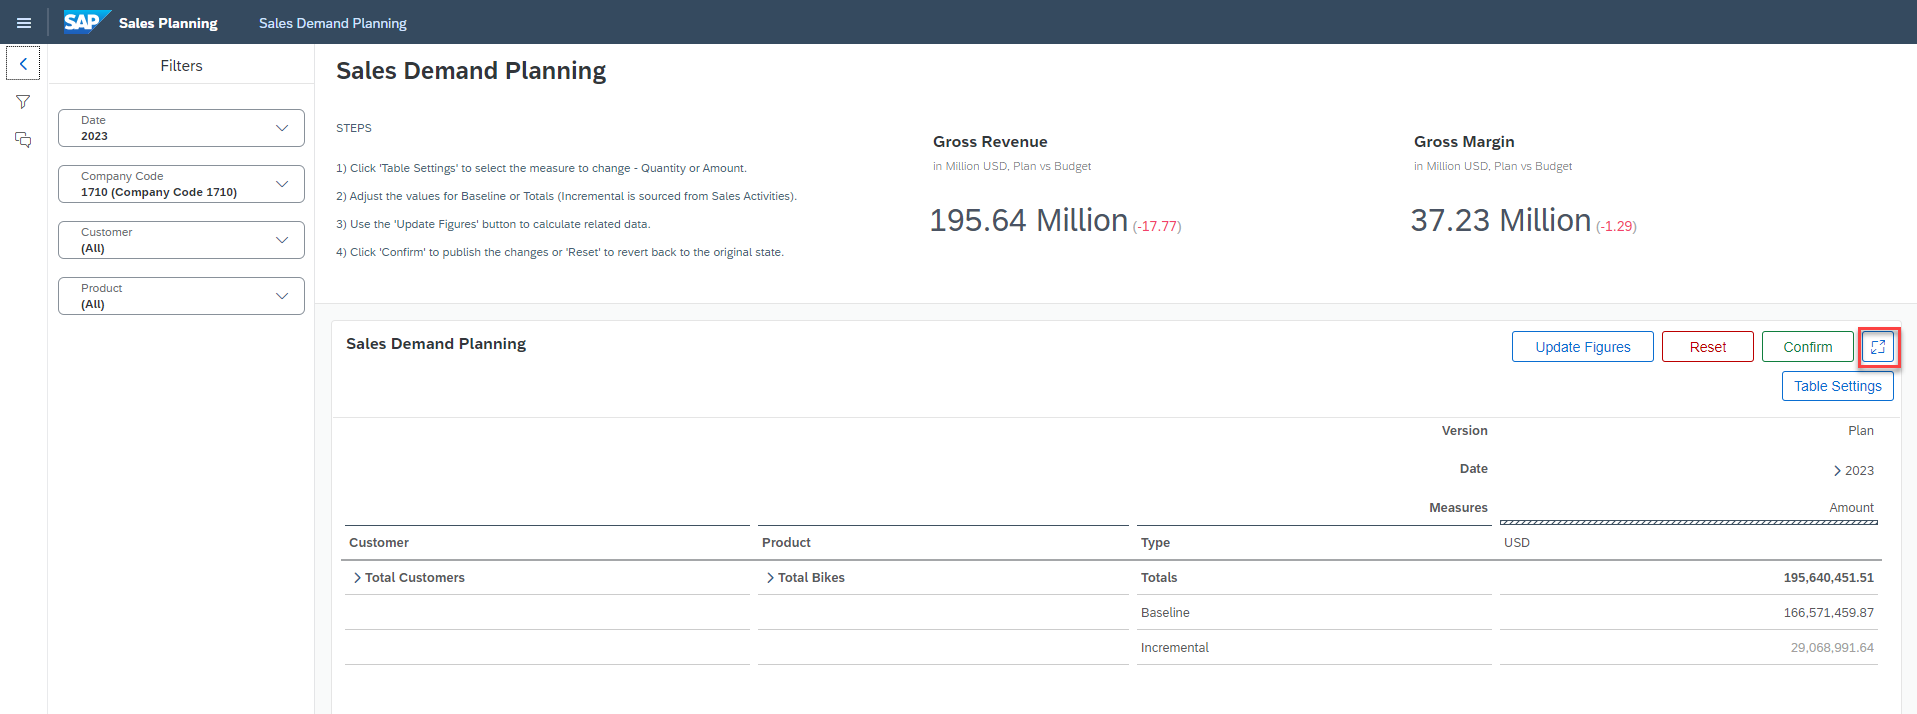 SAP Sales Planning Sales Demand Planning
Filters
Date
2023
Company Code
1710 (Company Code 1710)
Customer
(All)
Product
(All)
Sales Demand Planning
STEPS
1) Click 'Table Settings' to select the measure to change - Quantity or Amount.
2) Adjust the values for Baseline or Totals (Incremental is sourced from Sales Activities).
3) Use the 'Update Figures' button to calculate related data.
4) Click 'Confirm' to publish the changes or 'Reset' to revert back to the original state.
Gross Revenue
in Million USD, Plan vs Budget
195.64 Million (-17.77)
Gross Margin
in Million USD, Plan vs Budget
37.23 Million (-1.29)
Sales Demand Planning
Update Figures Reset Confirm
Table Settings
Version Plan
Date 2023
Measures Amount
Customer Product Type USD
Total Customers Total Bikes Totals 195,640,451.51
Baseline 166,571,459.87
Incremental 29,068,991.64